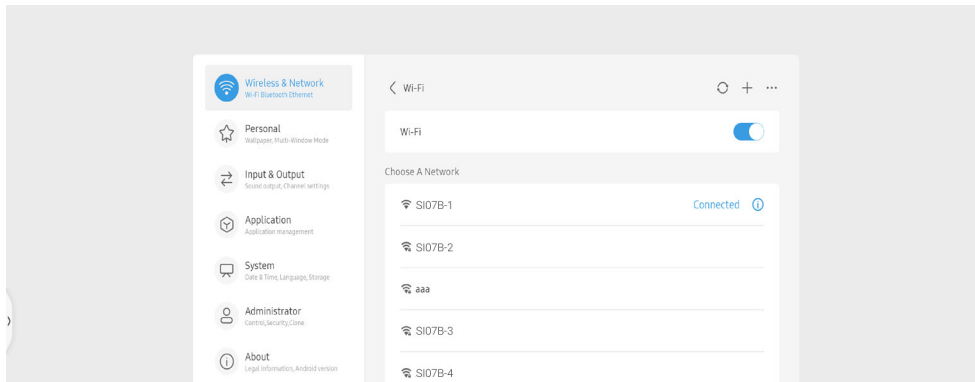 Wireless & Network
Wi-Fi Bluetooth Ethernet
Personal
Wallpaper, Multi-Window Mode
Input & Output
Sound output, Channel settings
Application
Application management
System
Date & Time, Language, Storage
Administrator
Control,Security,Clone
About
Legal information, Android version
Wi-Fi
Wi-Fi
Choose A Network
SI07B-1 Connected
SI07B-2
aaa
SI07B-3
SI07B-4